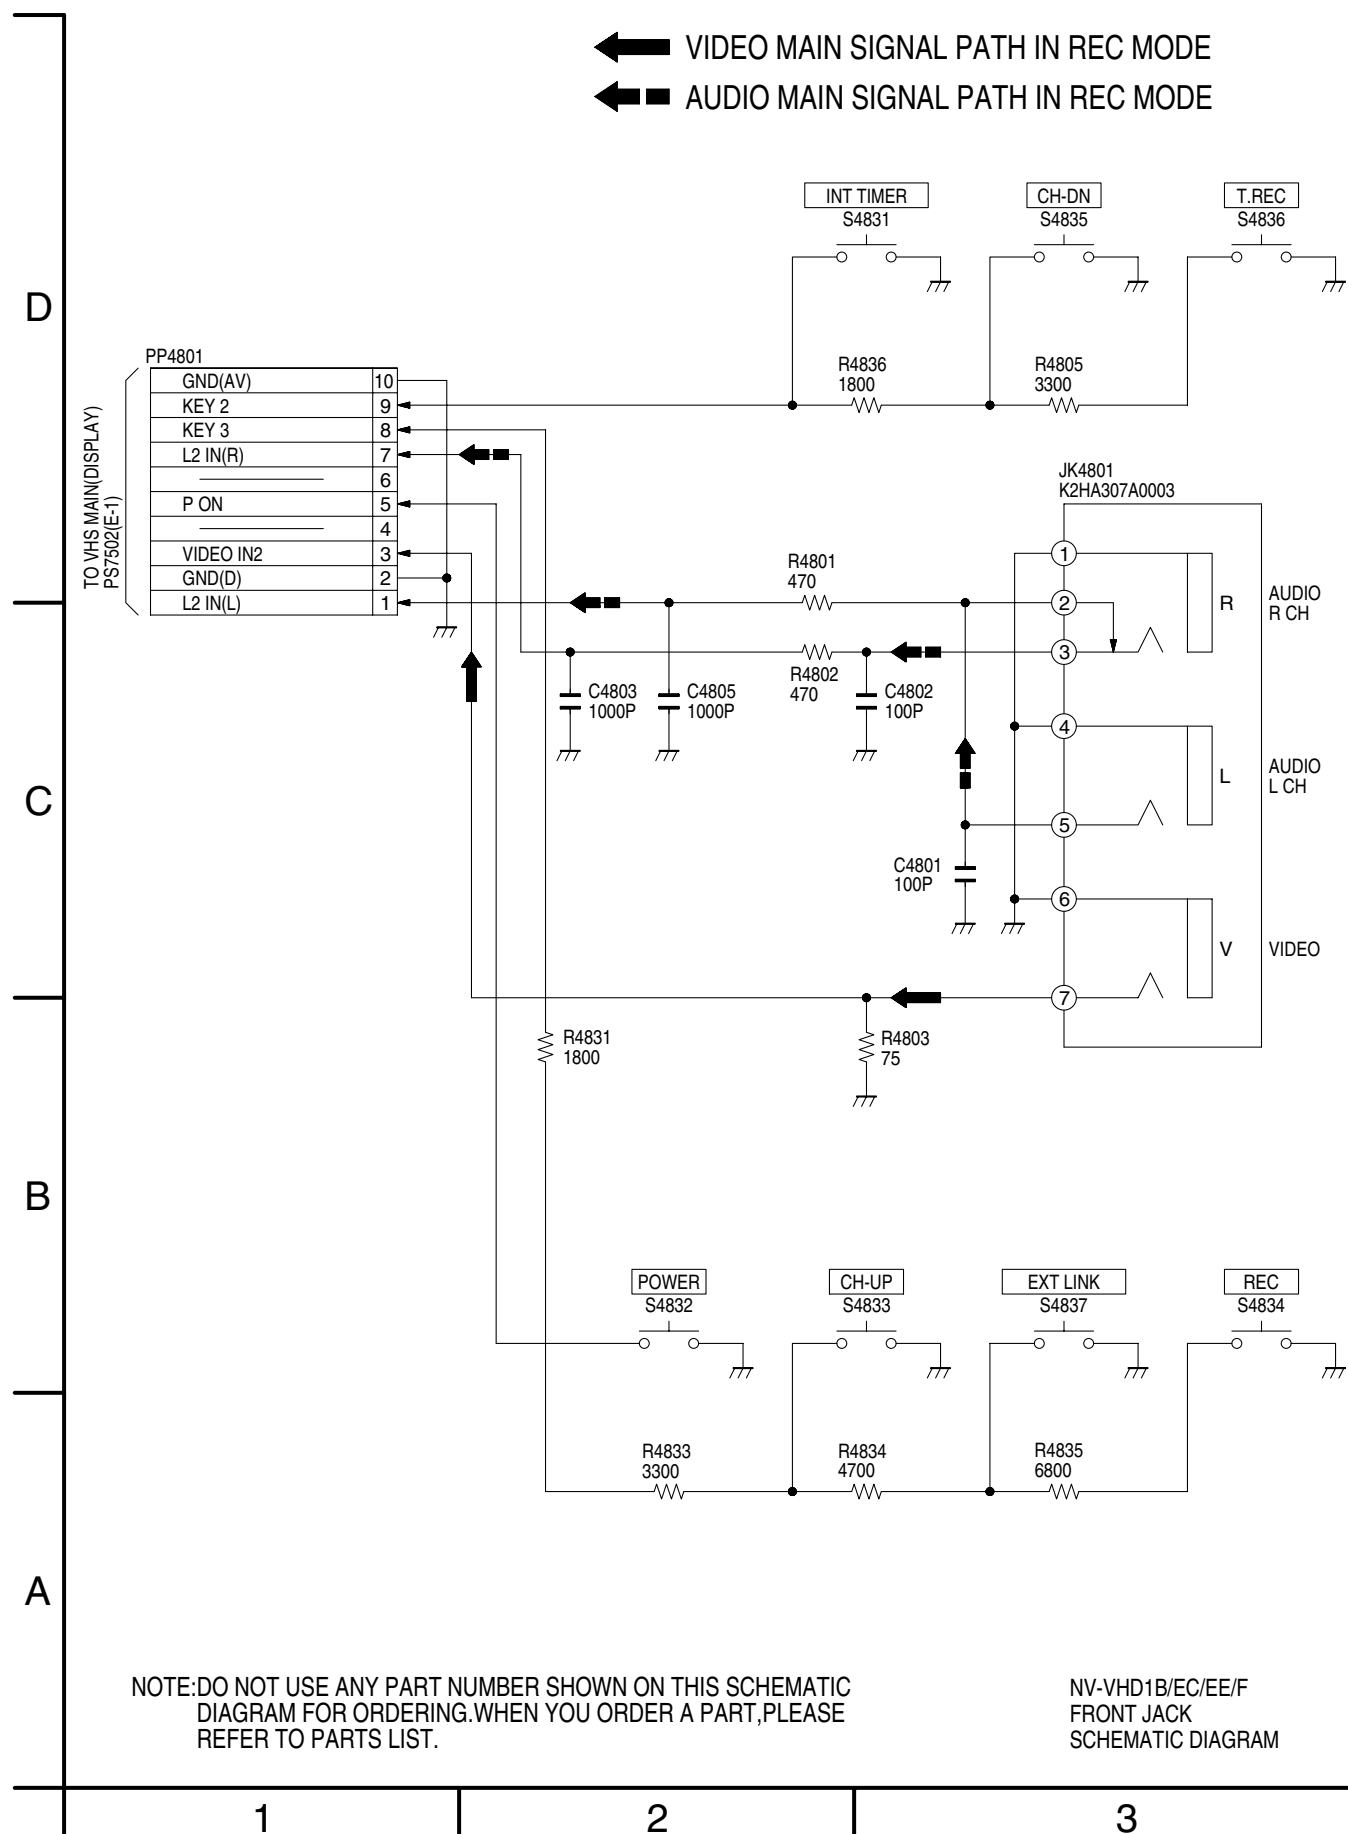 VIDEO MAIN SIGNAL PATH IN REC MODE
AUDIO MAIN SIGNAL PATH IN REC MODE
INT TIMER
S4831
CH-DN
S4835
T.REC
S4836
D
R4836
1800
R4805
3300
PP4801
GND(AV) 10
KEY 2 9
KEY 3 8
L2 IN(R) 7
6
P ON 5
4
VIDEO IN2 3
GND(D) 2
L2 IN(L) 1
TO VHS MAIN(DISPLAY)
PS7502(E-1)
JK4801
K2HA307A0003
1
2
3
4
5
6
7
R
AUDIO
R CH
L
AUDIO
L CH
V
VIDEO
R4801
470
R4802
470
C4803
1000P
C4805
1000P
C4802
100P
C
C4801
100P
R4831
1800
R4803
75
B
POWER
S4832
CH-UP
S4833
EXT LINK
S4837
REC
S4834
R4833
3300
R4834
4700
R4835
6800
A
NOTE:DO NOT USE ANY PART NUMBER SHOWN ON THIS SCHEMATIC
DIAGRAM FOR ORDERING.WHEN YOU ORDER A PART,PLEASE
REFER TO PARTS LIST.
NV-VHD1B/EC/EE/F
FRONT JACK
SCHEMATIC DIAGRAM
1
2
3